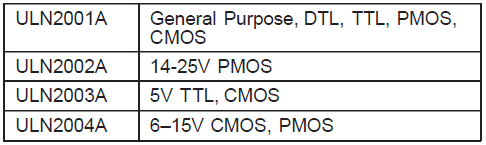 ULN2001A General Purpose, DTL, TTL, PMOS,
CMOS
ULN2002A 14-25V PMOS
ULN2003A 5V TTL, CMOS
ULN2004A 6–15V CMOS, PMOS